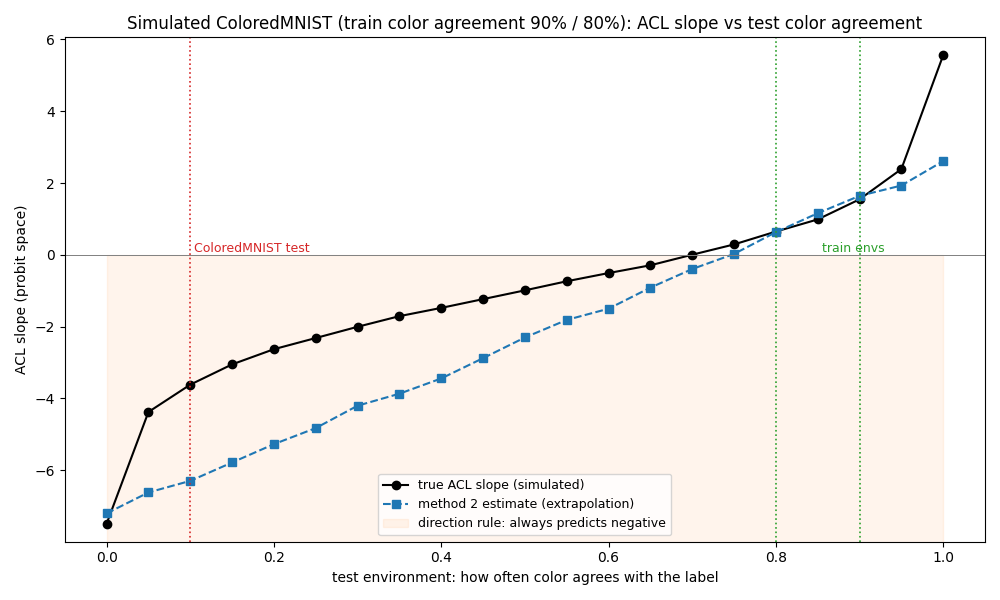 Simulated ColoredMNIST (train color agreement 90% / 80%): ACL slope vs test color agreement
ACL slope (probit space)
6
4
2
0
−2
−4
−6
ColoredMNIST test
train envs
true ACL slope (simulated)
method 2 estimate (extrapolation)
direction rule: always predicts negative
0.0 0.2 0.4 0.6 0.8 1.0
test environment: how often color agrees with the label